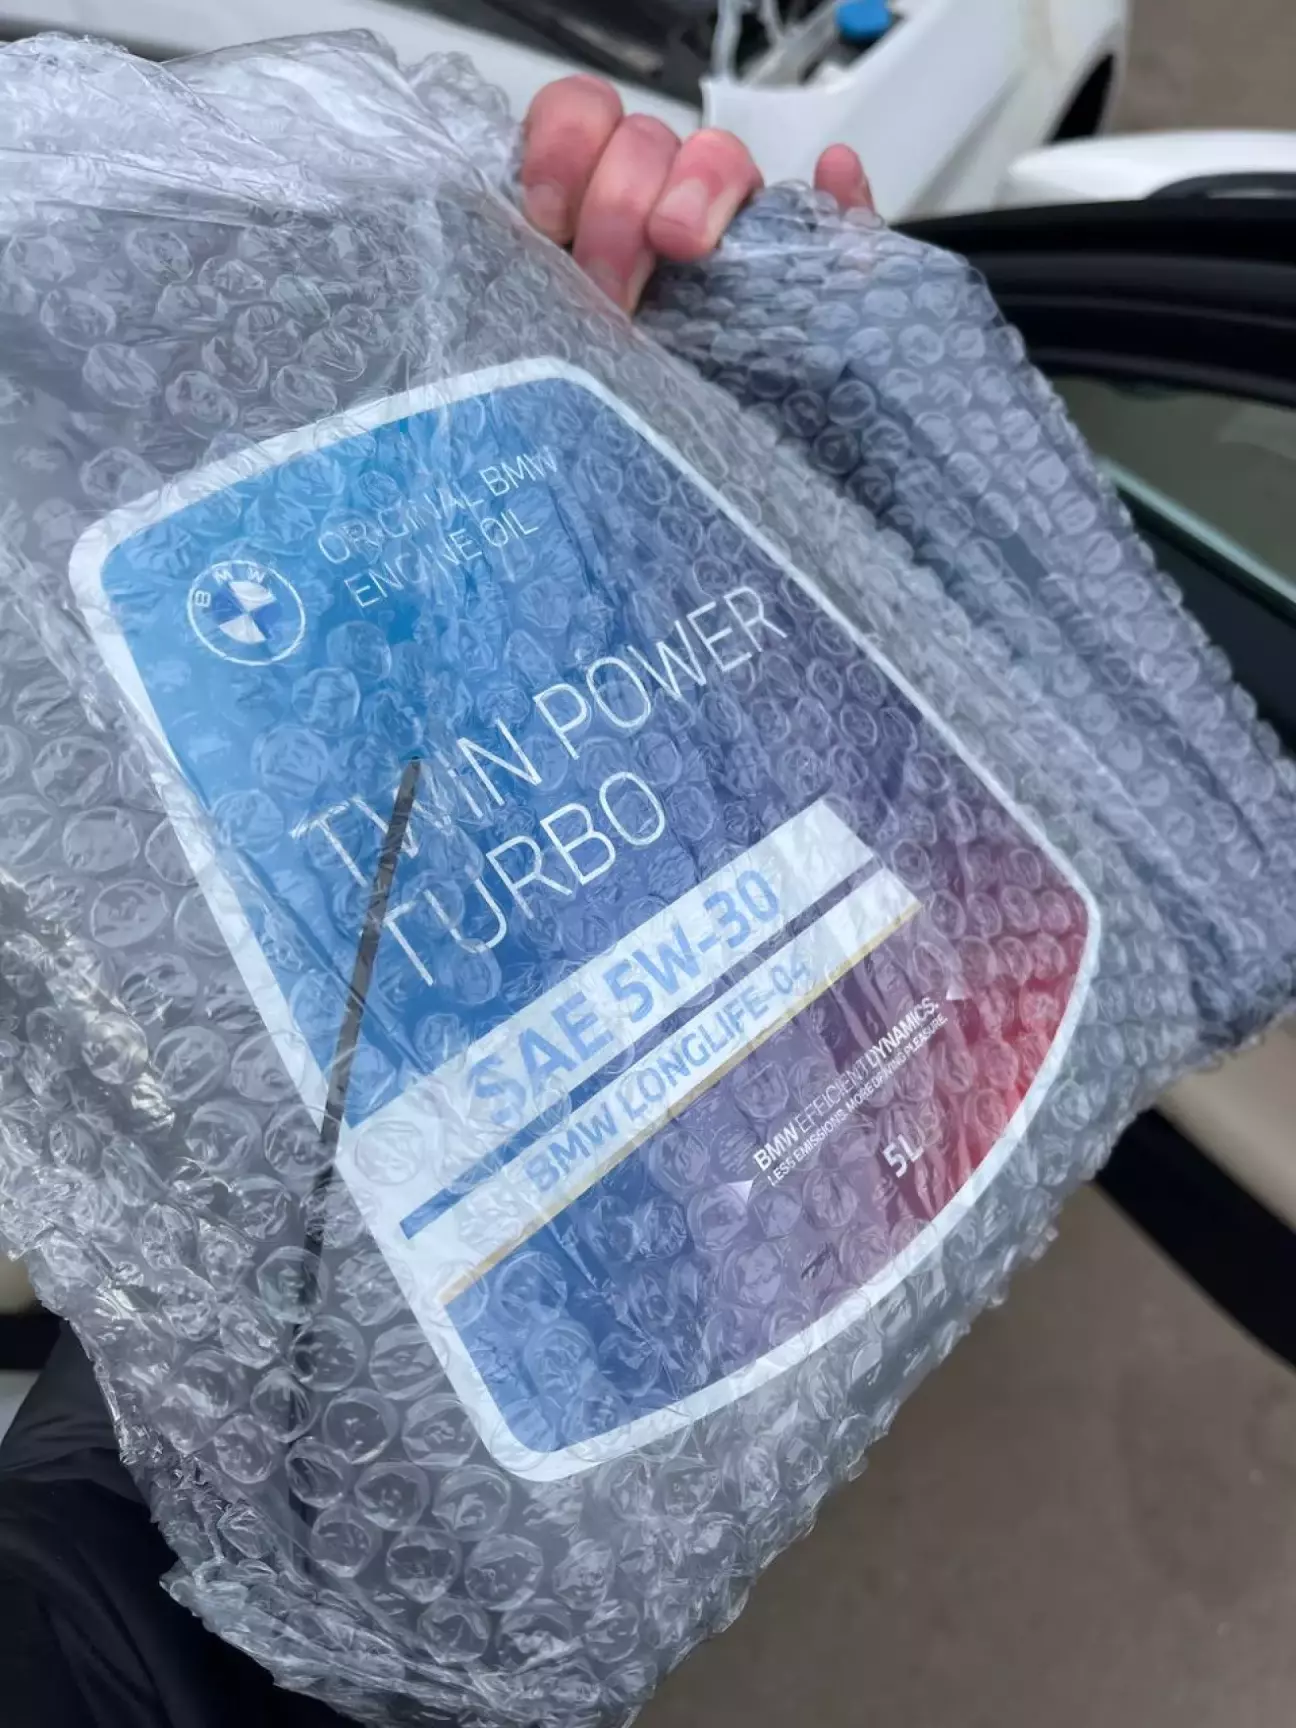 BMW
ORIGINAL BMW
ENGINE OIL
TWIN POWER
TURBO
SAE 5W-30
BMW LONGLIFE-04
BMW EFFICIENTDYNAMICS.
LESS EMISSIONS. MORE DRIVING PLEASURE.
5L